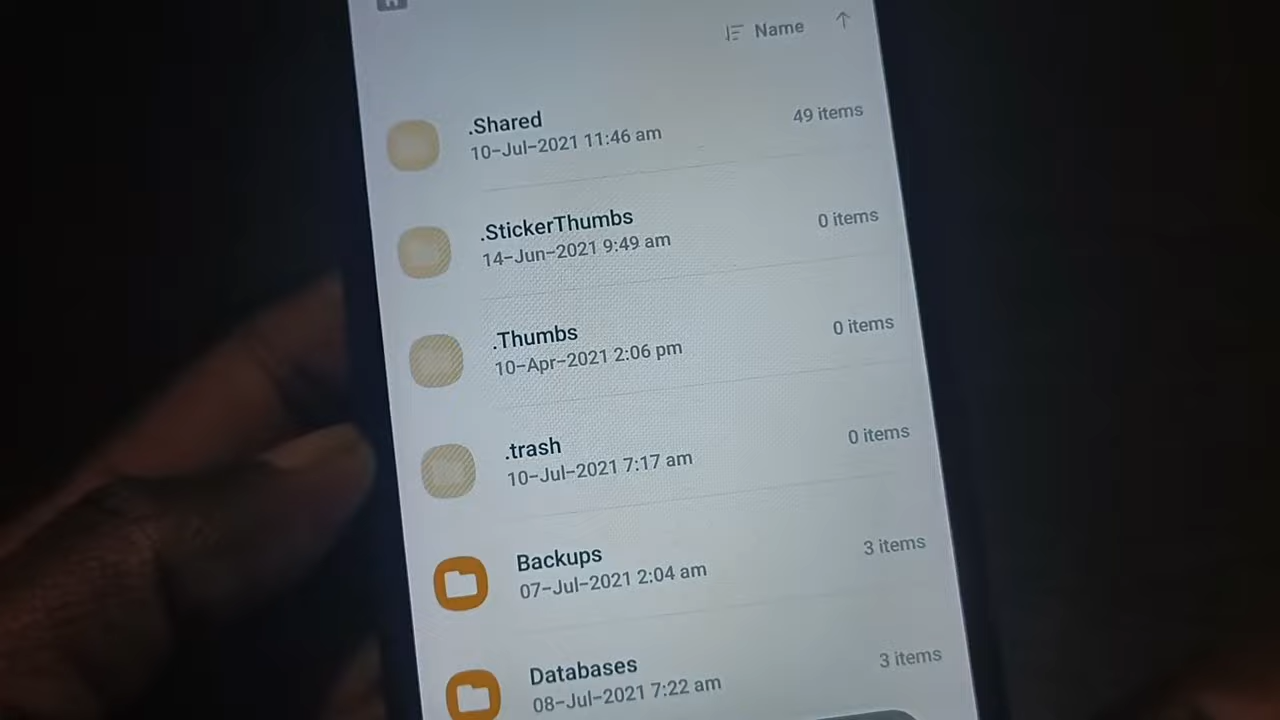 Name
.Shared
10-Jul-2021 11:46 am
49 items
.StickerThumbs
14-Jun-2021 9:49 am
0 items
.Thumbs
10-Apr-2021 2:06 pm
0 items
.trash
10-Jul-2021 7:17 am
0 items
Backups
07-Jul-2021 2:04 am
3 items
Databases
08-Jul-2021 7:22 am
3 items